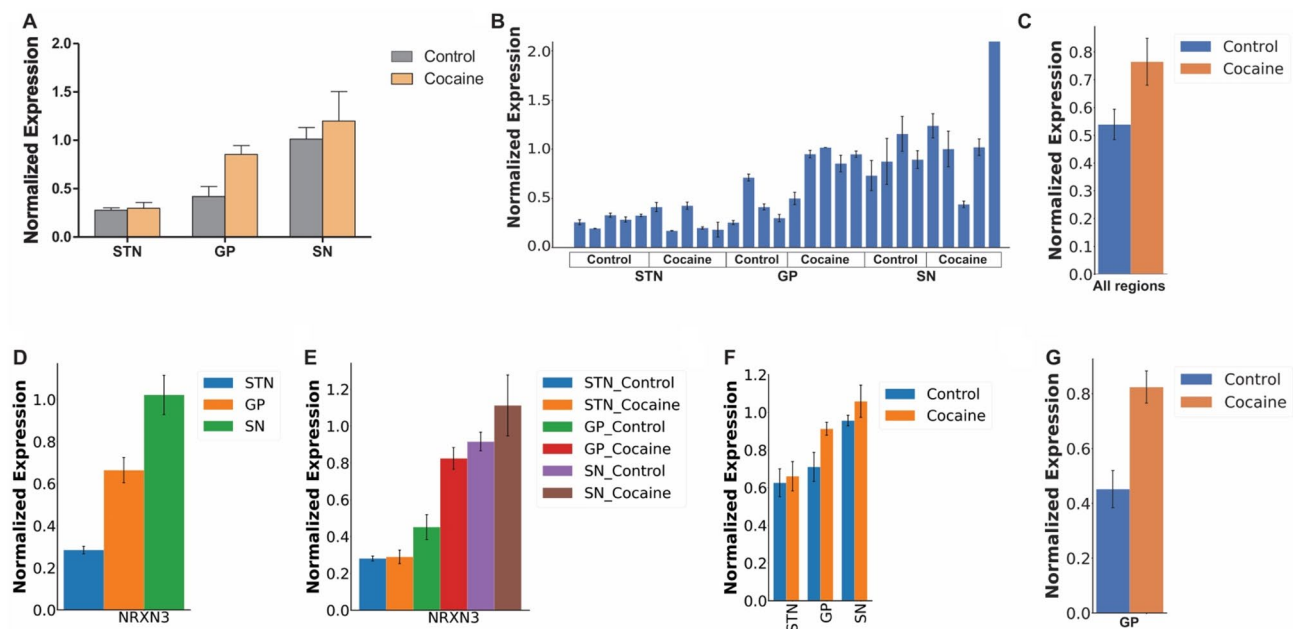 A
Normalized Expression
2.0
1.5
1.0
0.5
0.0
STN
GP
SN
Control
Cocaine
B
Normalized Expression
2.0
1.5
1.0
0.5
0.0
Control
Cocaine
Control
Cocaine
Control
Cocaine
STN
GP
SN
C
Normalized Expression
0.8
0.7
0.6
0.5
0.4
0.3
0.2
0.1
0.0
All regions
Control
Cocaine
D
Normalized Expression
1.0
0.8
0.6
0.4
0.2
0.0
NRXN3
STN
GP
SN
E
Normalized Expression
1.2
1.0
0.8
0.6
0.4
0.2
0.0
NRXN3
STN_Control
STN_Cocaine
GP_Control
GP_Cocaine
SN_Control
SN_Cocaine
F
Normalized Expression
1.2
1.0
0.8
0.6
0.4
0.2
0.0
STN
GP
SN
Control
Cocaine
G
Normalized Expression
0.8
0.6
0.4
0.2
0.0
GP
Control
Cocaine